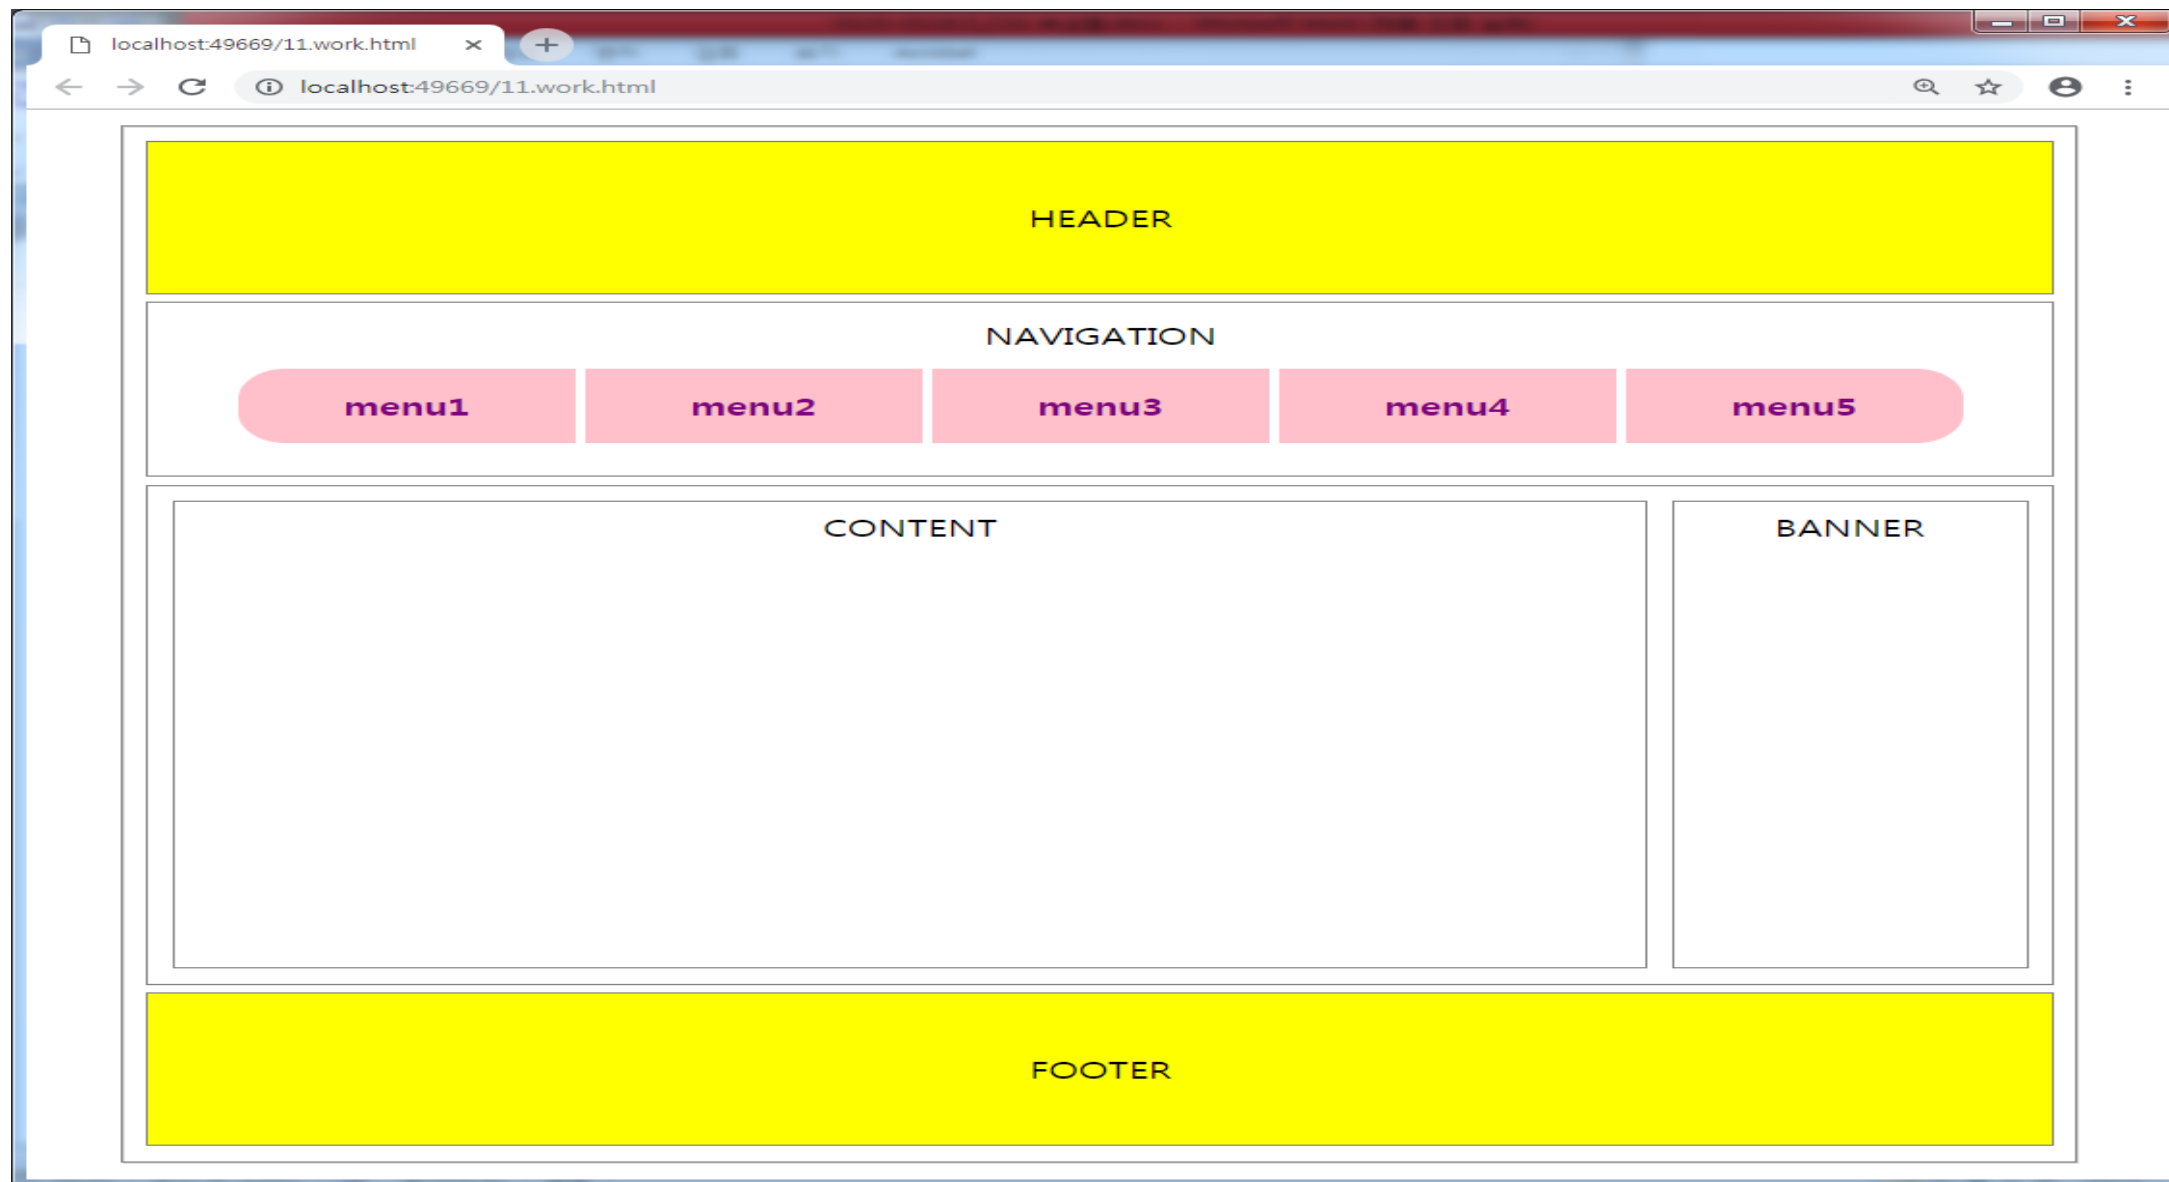 localhost:49669/11.work.html
localhost:49669/11.work.html
HEADER
NAVIGATION
menu1 menu2 menu3 menu4 menu5
CONTENT BANNER
FOOTER